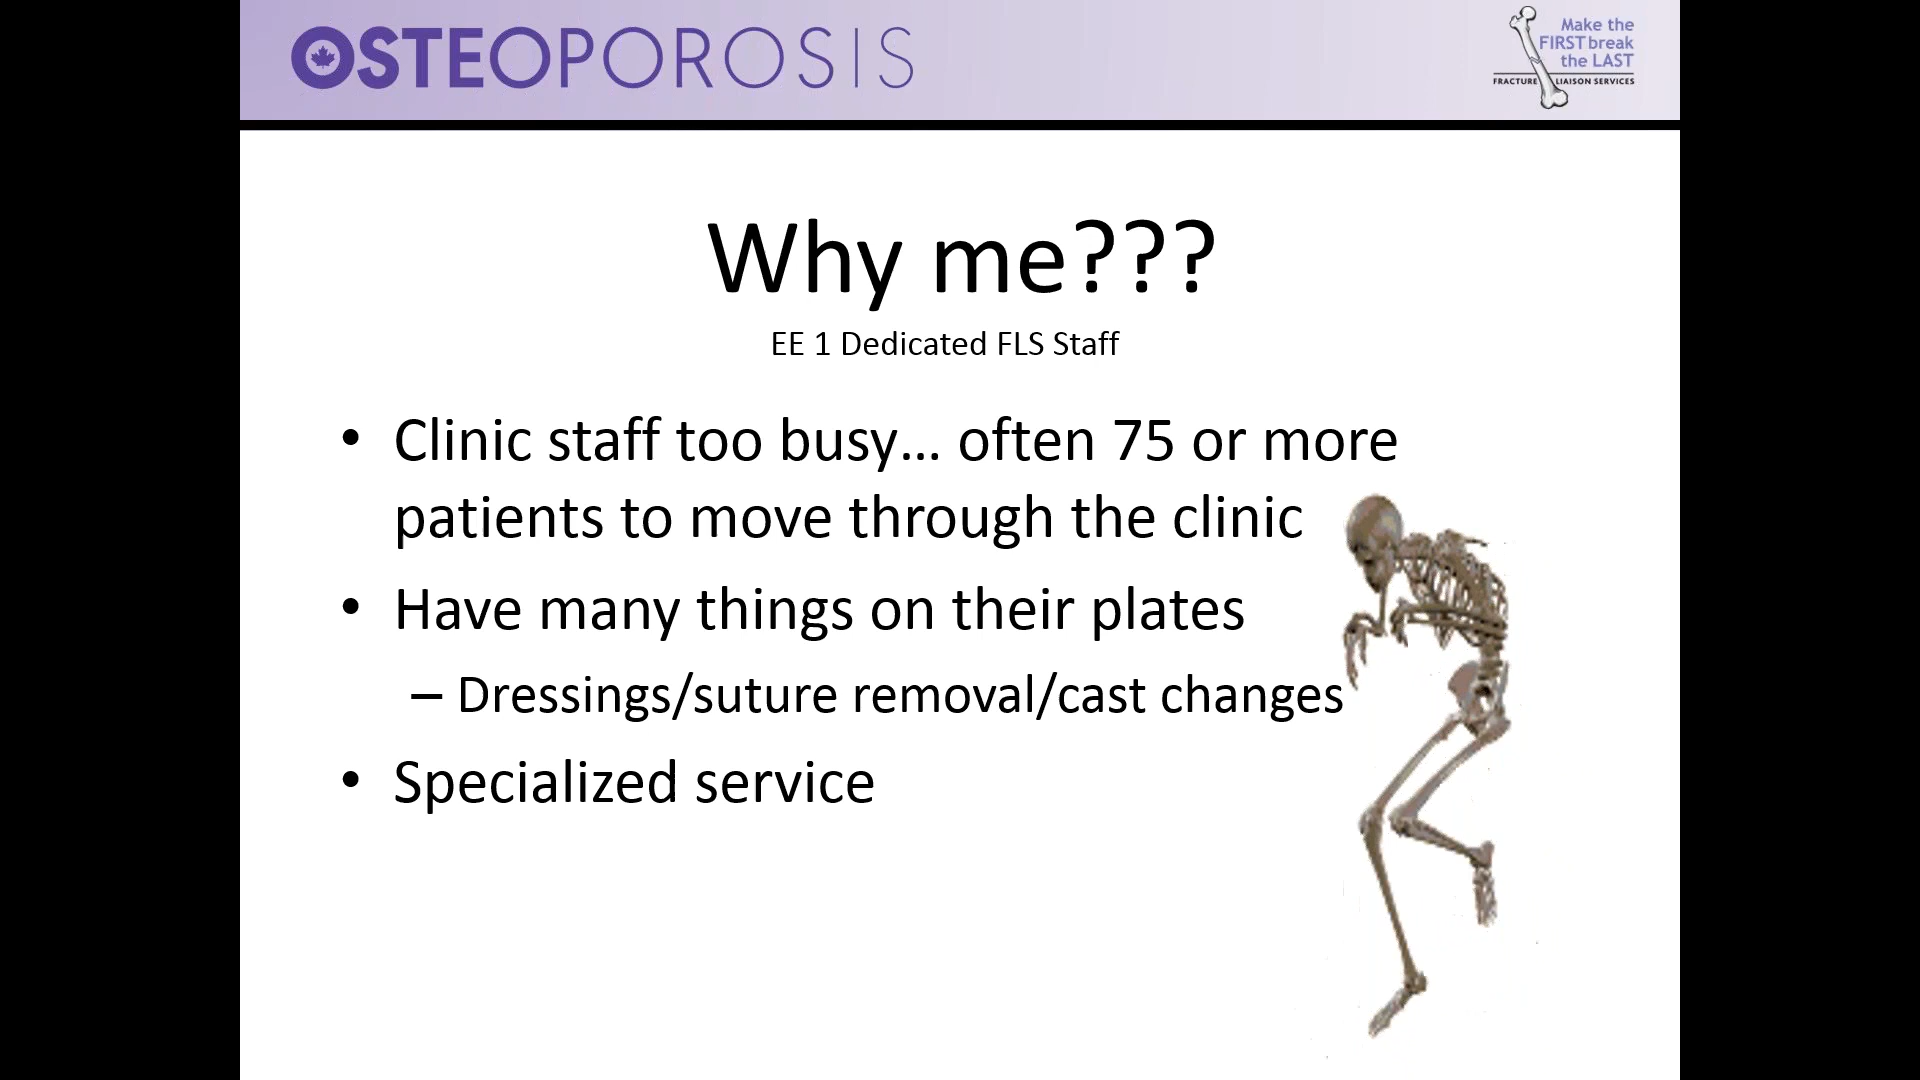 OSTEOPOROSIS
Make the
FIRST break
the LAST
FRACTURE LIAISON SERVICES
Why me???
EE 1 Dedicated FLS Staff
• Clinic staff too busy… often 75 or more
patients to move through the clinic
• Have many things on their plates
– Dressings/suture removal/cast changes
• Specialized service